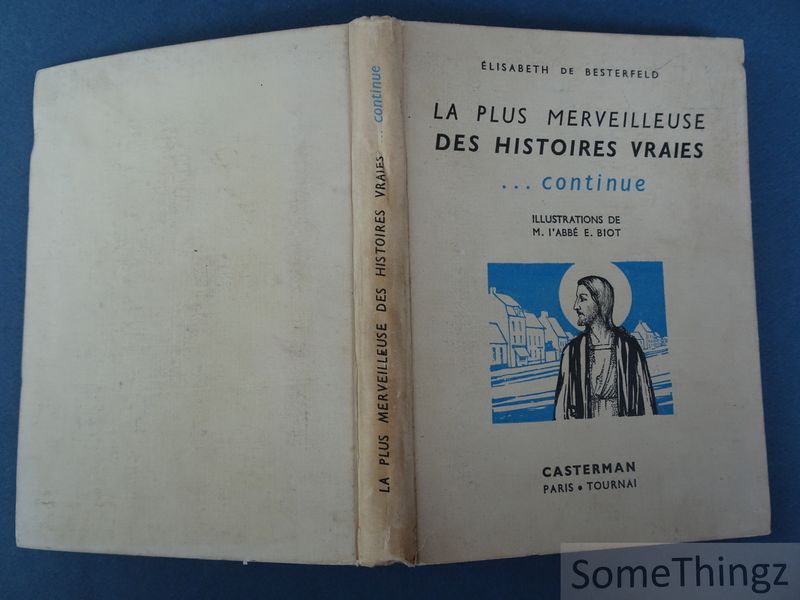 ÉLISABETH DE BESTERFELD
LA PLUS MERVEILLEUSE
DES HISTOIRES VRAIES
... continue
ILLUSTRATIONS DE
M. l'ABBÉ E. BIOT
CASTERMAN
PARIS • TOURNAI
LA PLUS MERVEILLEUSE DES HISTOIRES VRAIES ... continue
SomeThingz